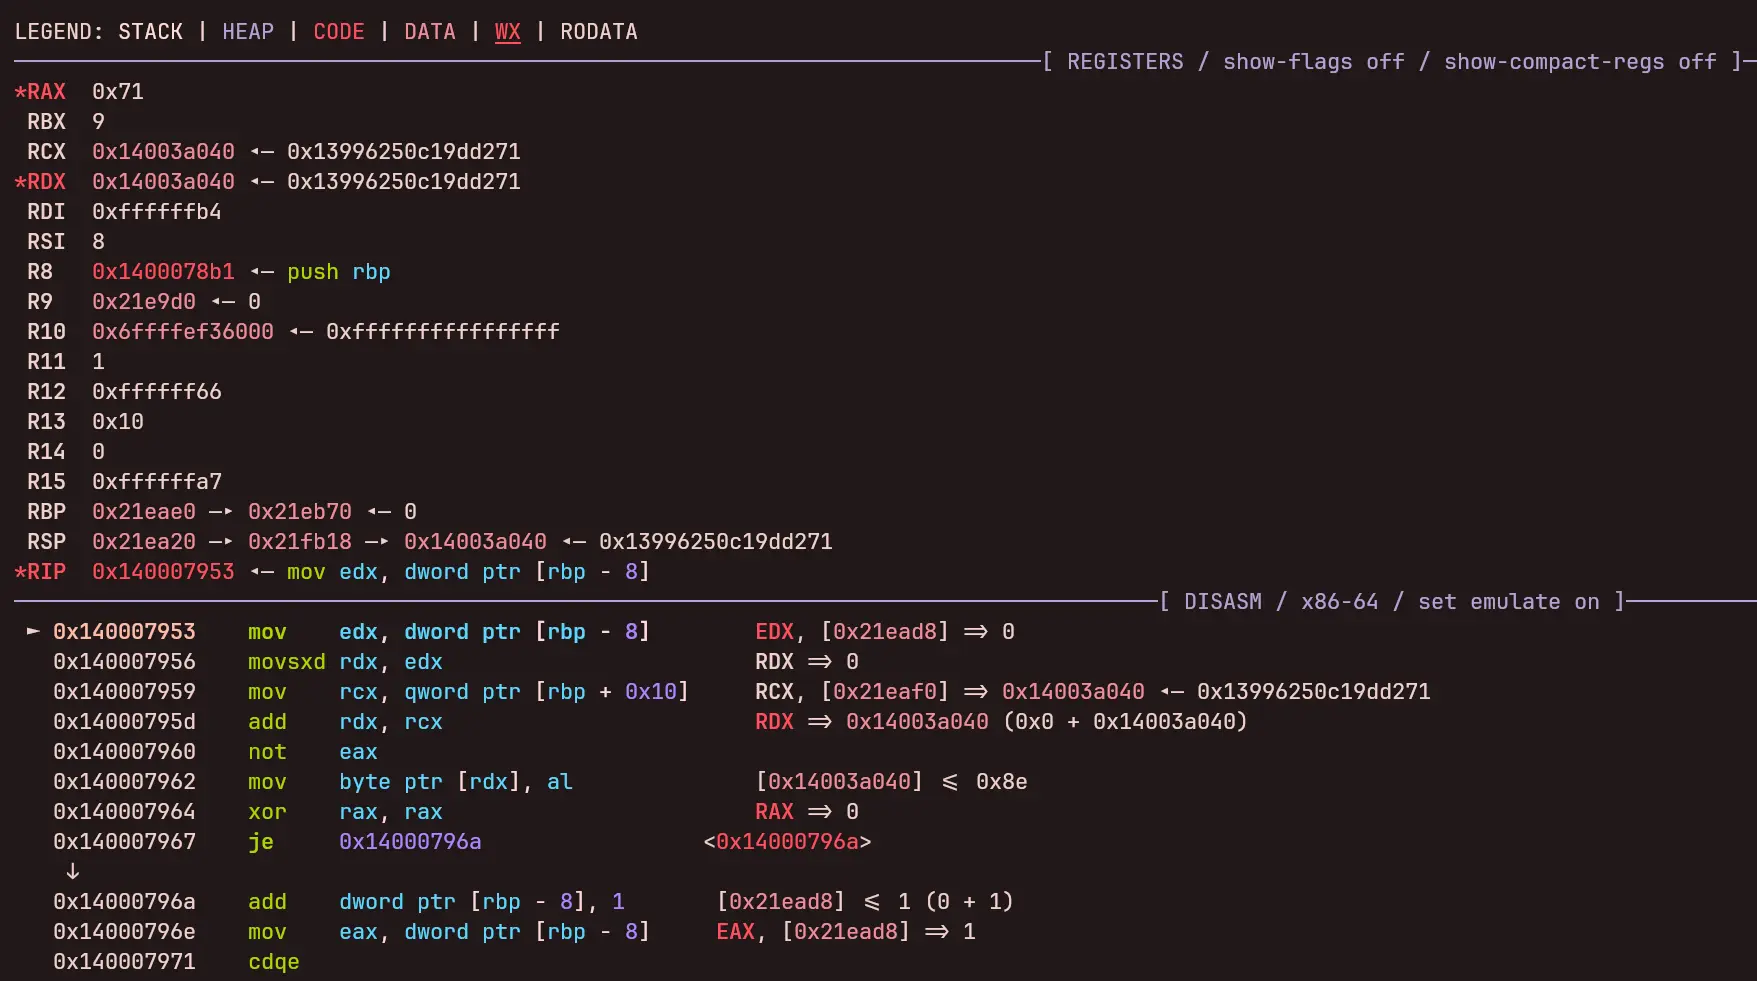 LEGEND: STACK | HEAP | CODE | DATA | WX | RODATA
[ REGISTERS / show-flags off / show-compact-regs off ]
*RAX  0x71
 RBX  9
 RCX  0x14003a040 ◂— 0x13996250c19dd271
*RDX  0x14003a040 ◂— 0x13996250c19dd271
 RDI  0xffffffb4
 RSI  8
 R8   0x1400078b1 ◂— push rbp
 R9   0x21e9d0 ◂— 0
 R10  0x6ffffef36000 ◂— 0xffffffffffffffff
 R11  1
 R12  0xffffff66
 R13  0x10
 R14  0
 R15  0xffffffa7
 RBP  0x21eae0 —▸ 0x21eb70 ◂— 0
 RSP  0x21ea20 —▸ 0x21fb18 —▸ 0x14003a040 ◂— 0x13996250c19dd271
*RIP  0x140007953 ◂— mov edx, dword ptr [rbp - 8]
[ DISASM / x86-64 / set emulate on ]
 ► 0x140007953    mov    edx, dword ptr [rbp - 8]        EDX, [0x21ead8] => 0
   0x140007956    movsxd rdx, edx                        RDX => 0
   0x140007959    mov    rcx, qword ptr [rbp + 0x10]     RCX, [0x21eaf0] => 0x14003a040 ◂— 0x13996250c19dd271
   0x14000795d    add    rdx, rcx                        RDX => 0x14003a040 (0x0 + 0x14003a040)
   0x140007960    not    eax
   0x140007962    mov    byte ptr [rdx], al              [0x14003a040] <= 0x8e
   0x140007964    xor    rax, rax                        RAX => 0
   0x140007967    je     0x14000796a                 <0x14000796a>
    ↓
   0x14000796a    add    dword ptr [rbp - 8], 1       [0x21ead8] <= 1 (0 + 1)
   0x14000796e    mov    eax, dword ptr [rbp - 8]     EAX, [0x21ead8] => 1
   0x140007971    cdqe